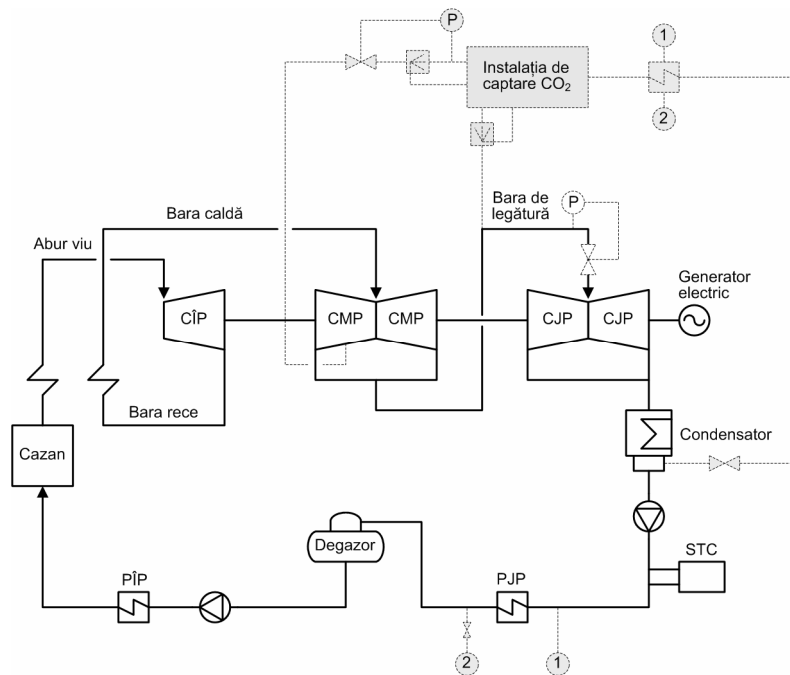 P
1
Instalația de
captare CO₂
2
Bara de
legătură
P
Bara caldă
Abur viu
Generator
electric
CÎP
CMP
CMP
CJP
CJP
Bara rece
Cazan
Condensator
Degazor
STC
PÎP
PJP
2
1